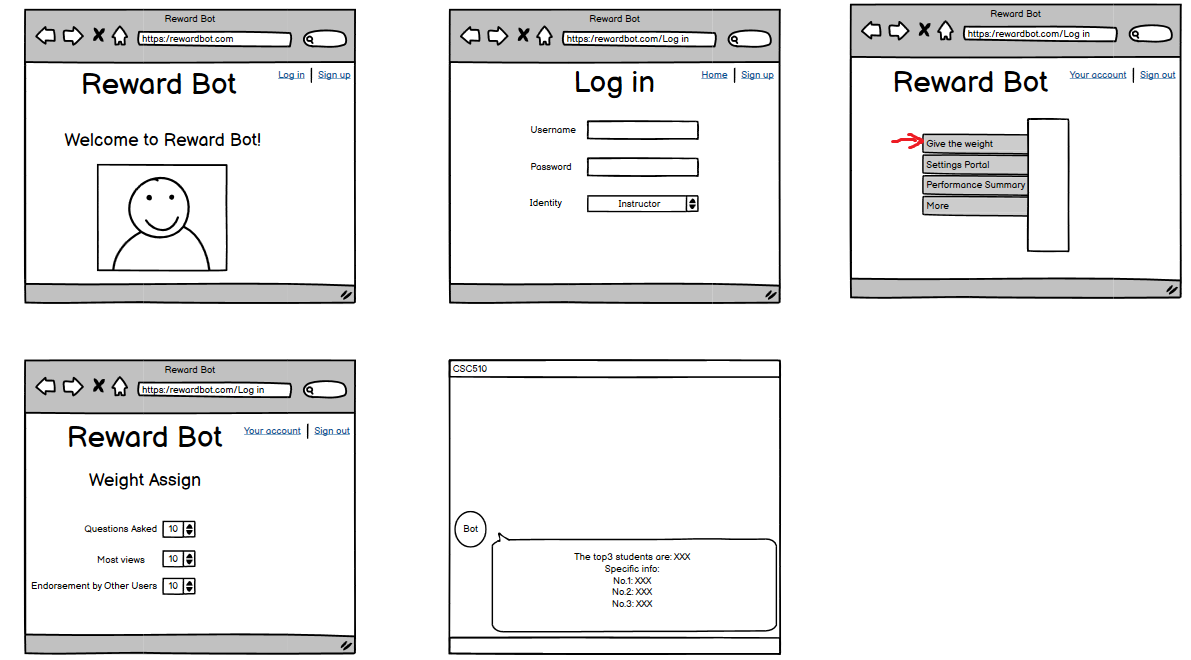 Reward Bot
https:/rewardbot.com
Log in | Sign up
Reward Bot
Welcome to Reward Bot!
Reward Bot
https:/rewardbot.com/Log in
Home | Sign up
Log in
Username
Password
Identity Instructor
Reward Bot
https:/rewardbot.com/Log in
Your account | Sign out
Reward Bot
Give the weight
Settings Portal
Performance Summary
More
Reward Bot
https:/rewardbot.com/Log in
Your account | Sign out
Reward Bot
Weight Assign
Questions Asked 10
Most views 10
Endorsement by Other Users 10
CSC510
Bot
The top3 students are: XXX
Specific info:
No.1: XXX
No.2: XXX
No.3: XXX